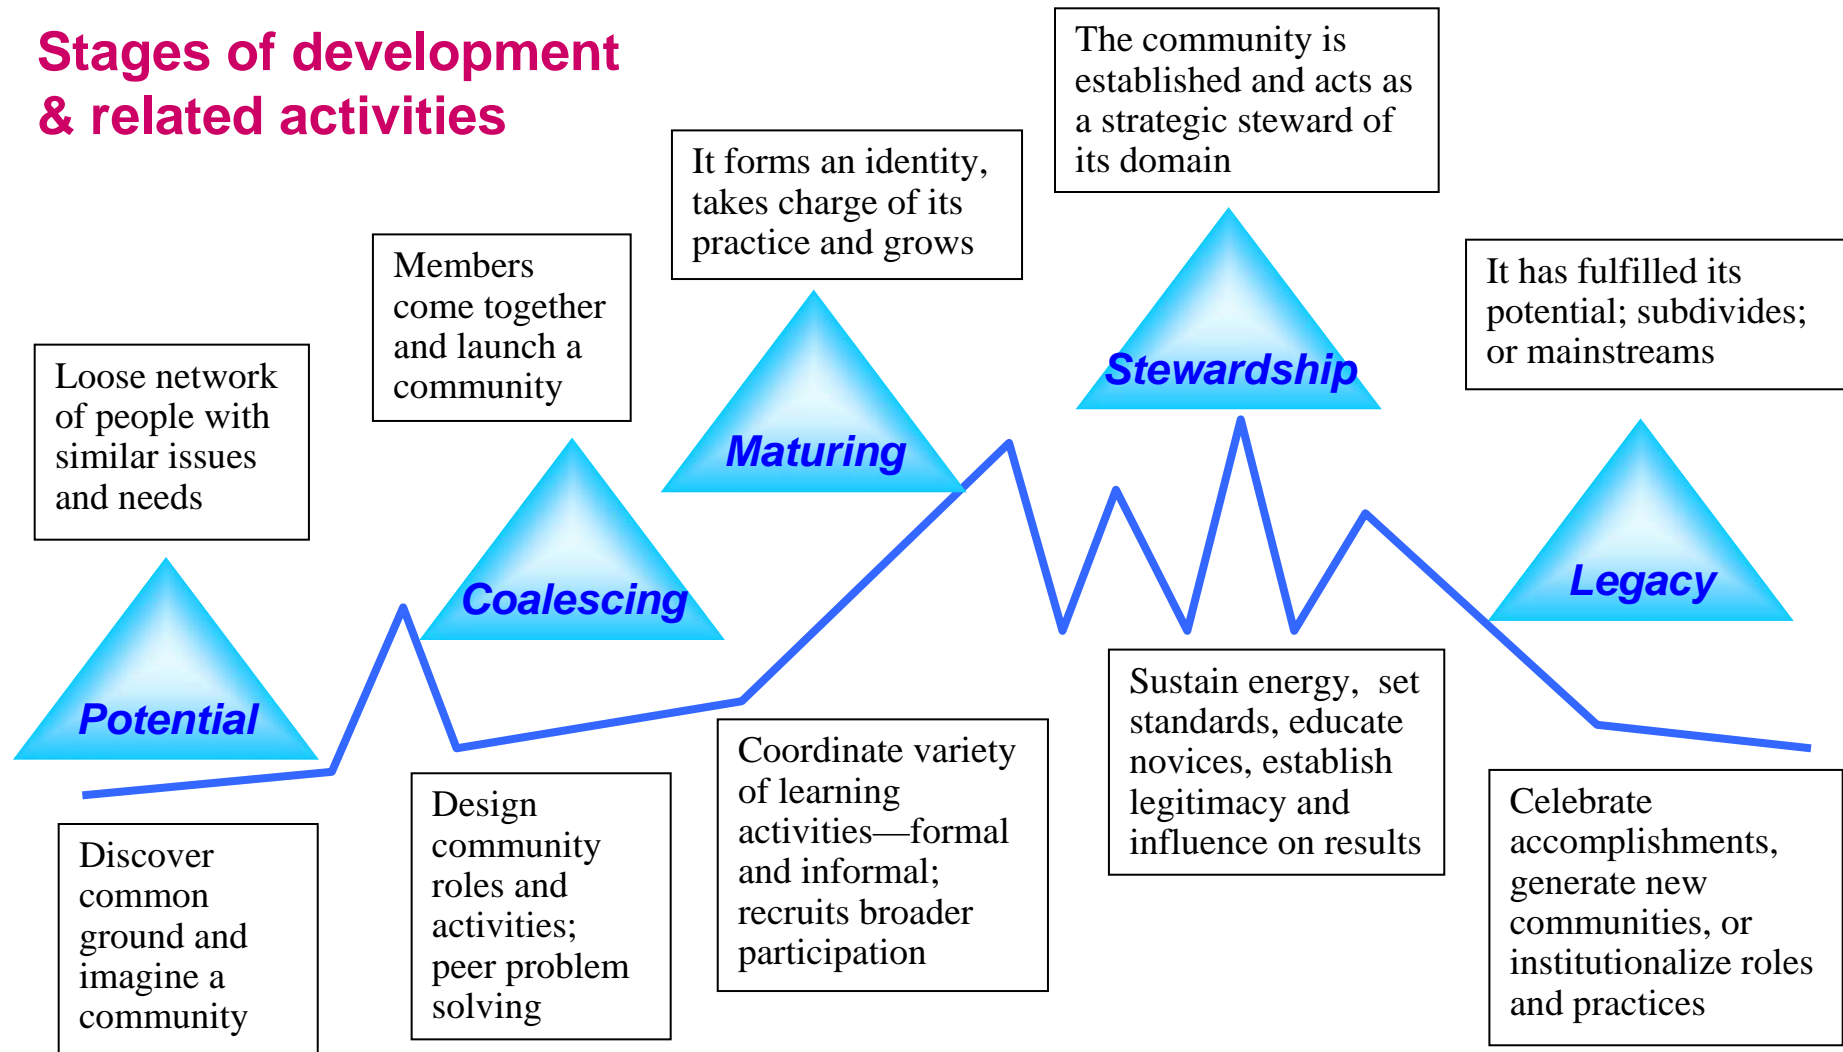 Stages of development
& related activities
Loose network
of people with
similar issues
and needs
Potential
Discover
common
ground and
imagine a
community
Members
come together
and launch a
community
Coalescing
Design
community
roles and
activities;
peer problem
solving
It forms an identity,
takes charge of its
practice and grows
Maturing
Coordinate variety
of learning
activities—formal
and informal;
recruits broader
participation
The community is
established and acts as
a strategic steward of
its domain
Stewardship
Sustain energy,  set
standards, educate
novices, establish
legitimacy and
influence on results
It has fulfilled its
potential; subdivides;
or mainstreams
Legacy
Celebrate
accomplishments,
generate new
communities, or
institutionalize roles
and practices